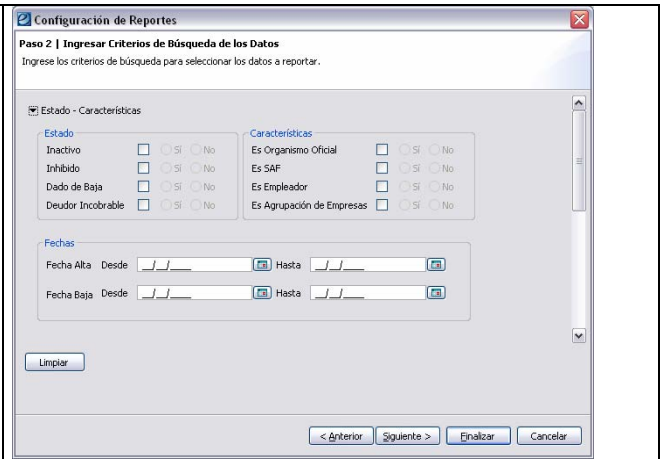 Configuración de Reportes
Paso 2 | Ingresar Criterios de Búsqueda de los Datos
Ingrese los criterios de búsqueda para seleccionar los datos a reportar.
Estado - Características
Estado
Inactivo Sí No
Inhibido Sí No
Dado de Baja Sí No
Deudor Incobrable Sí No
Características
Es Organismo Oficial Sí No
Es SAF Sí No
Es Empleador Sí No
Es Agrupación de Empresas Sí No
Fechas
Fecha Alta Desde __/__/____ Hasta __/__/____
Fecha Baja Desde __/__/____ Hasta __/__/____
Limpiar
< Anterior Siguiente > Finalizar Cancelar